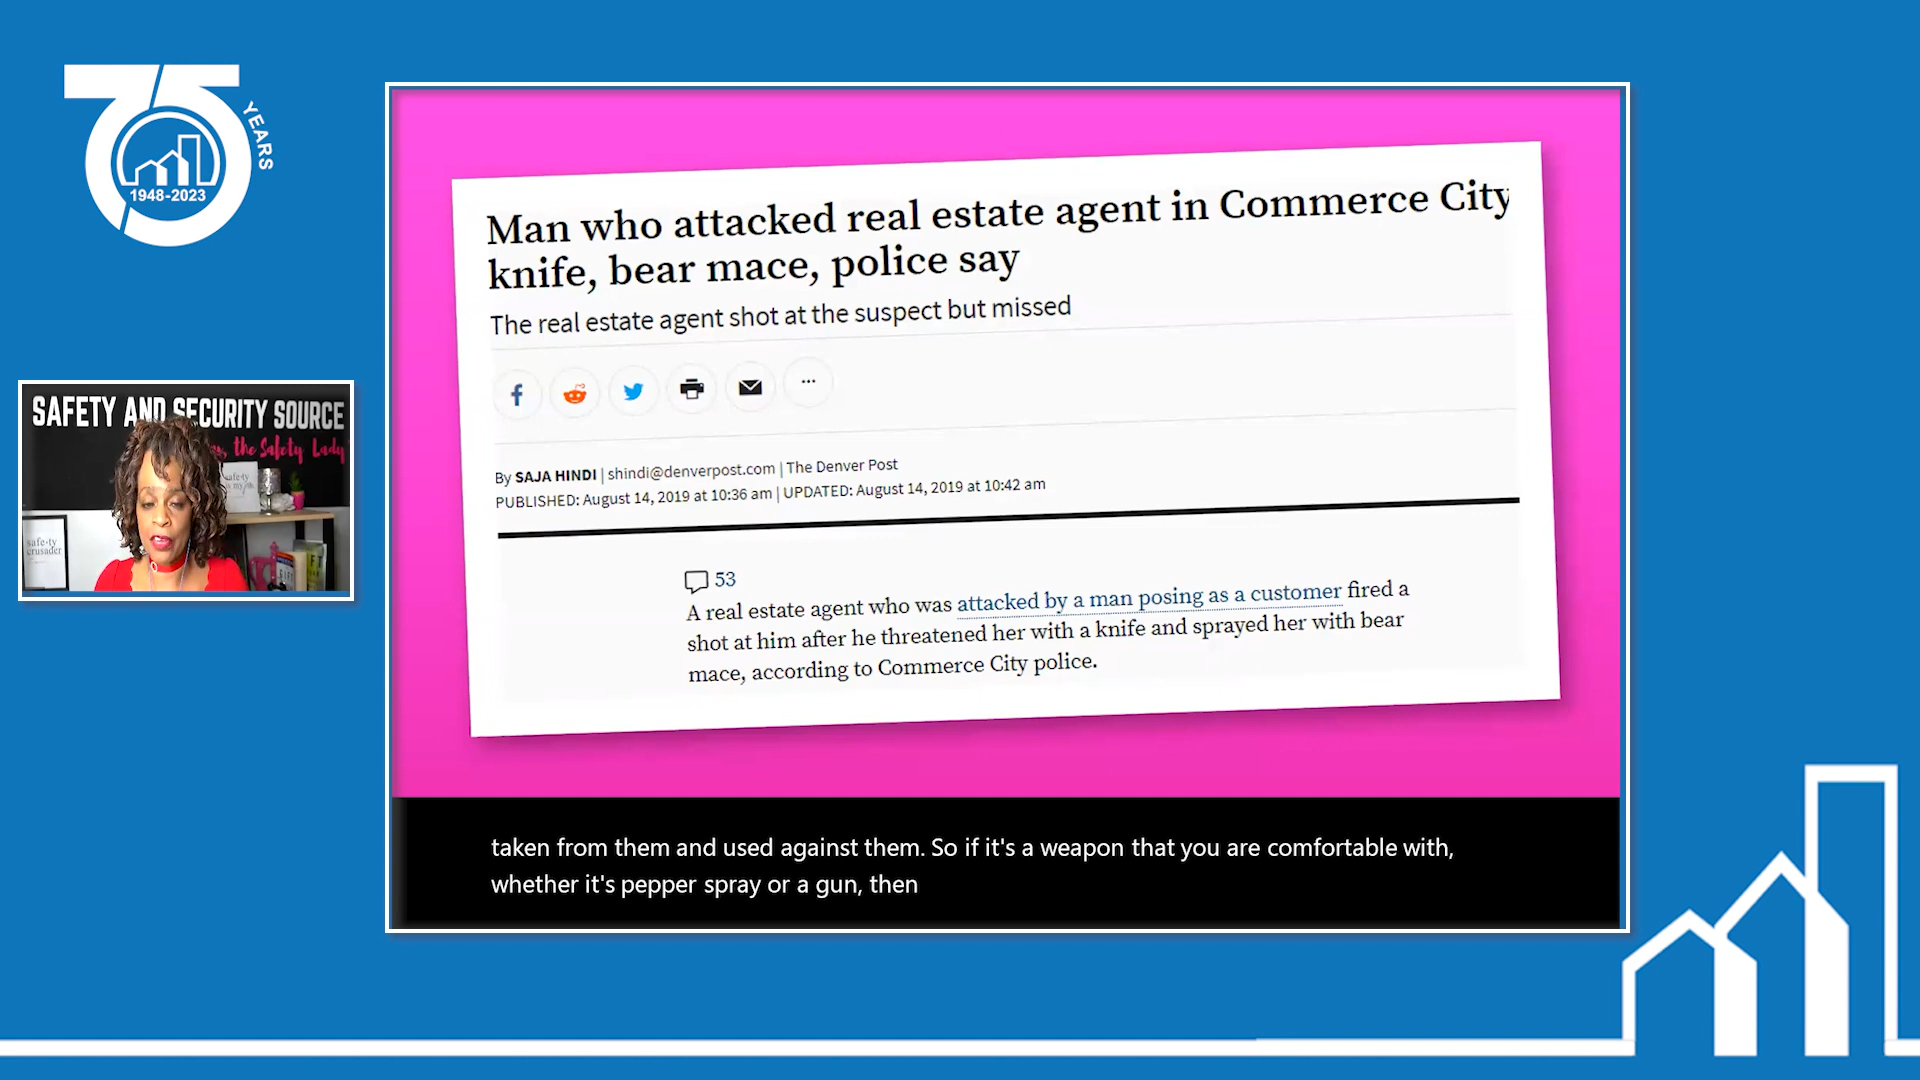 75
YEARS
1948-2023
Man who attacked real estate agent in Commerce City
knife, bear mace, police say
The real estate agent shot at the suspect but missed
By SAJA HINDI | shindi@denverpost.com | The Denver Post
PUBLISHED: August 14, 2019 at 10:36 am | UPDATED: August 14, 2019 at 10:42 am
53
A real estate agent who was attacked by a man posing as a customer fired a
shot at him after he threatened her with a knife and sprayed her with bear
mace, according to Commerce City police.
SAFETY AND SECURITY SOURCE
the Safety Lady
safe·ty
safe·ty
crusader
taken from them and used against them. So if it's a weapon that you are comfortable with,
whether it's pepper spray or a gun, then